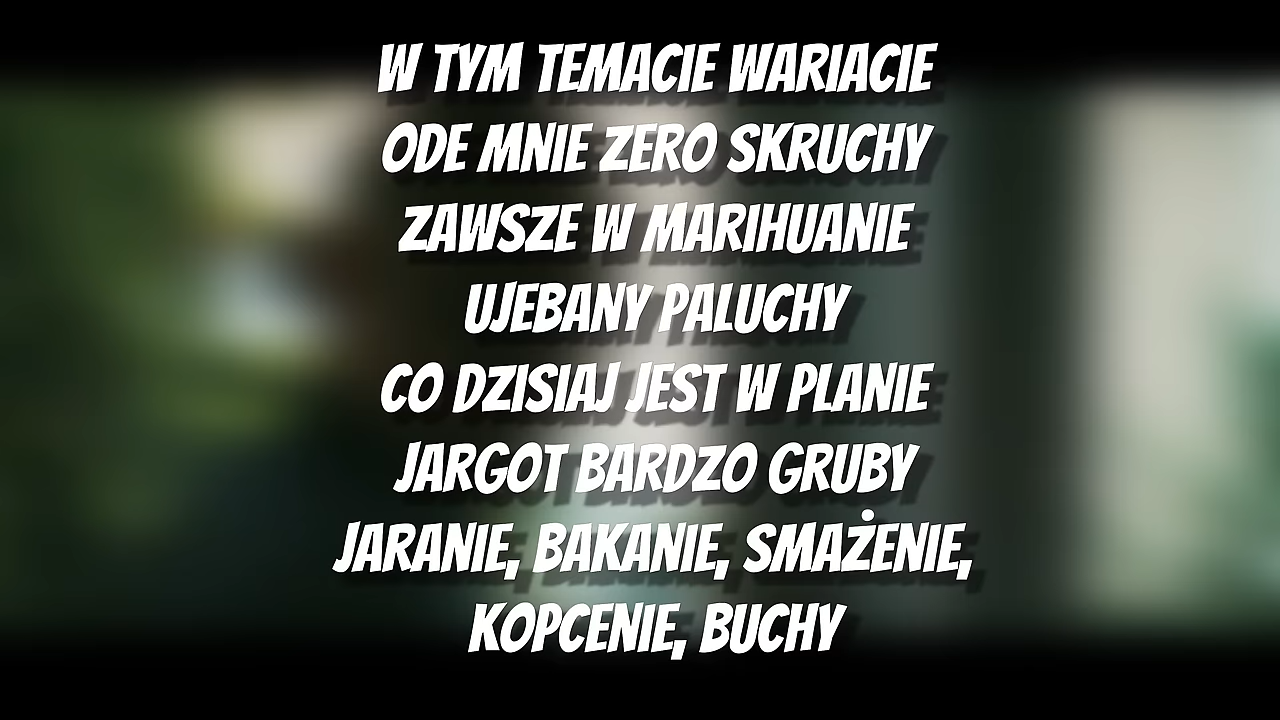 W TYM TEMACIE WARIACIE
ODE MNIE ZERO SKRUCHY
ZAWSZE W MARIHUANIE
UJEBANY PALUCHY
CO DZISIAJ JEST W PLANIE
JARGOT BARDZO GRUBY
JARANIE, BAKANIE, SMAŻENIE,
KOPCENIE, BUCHY